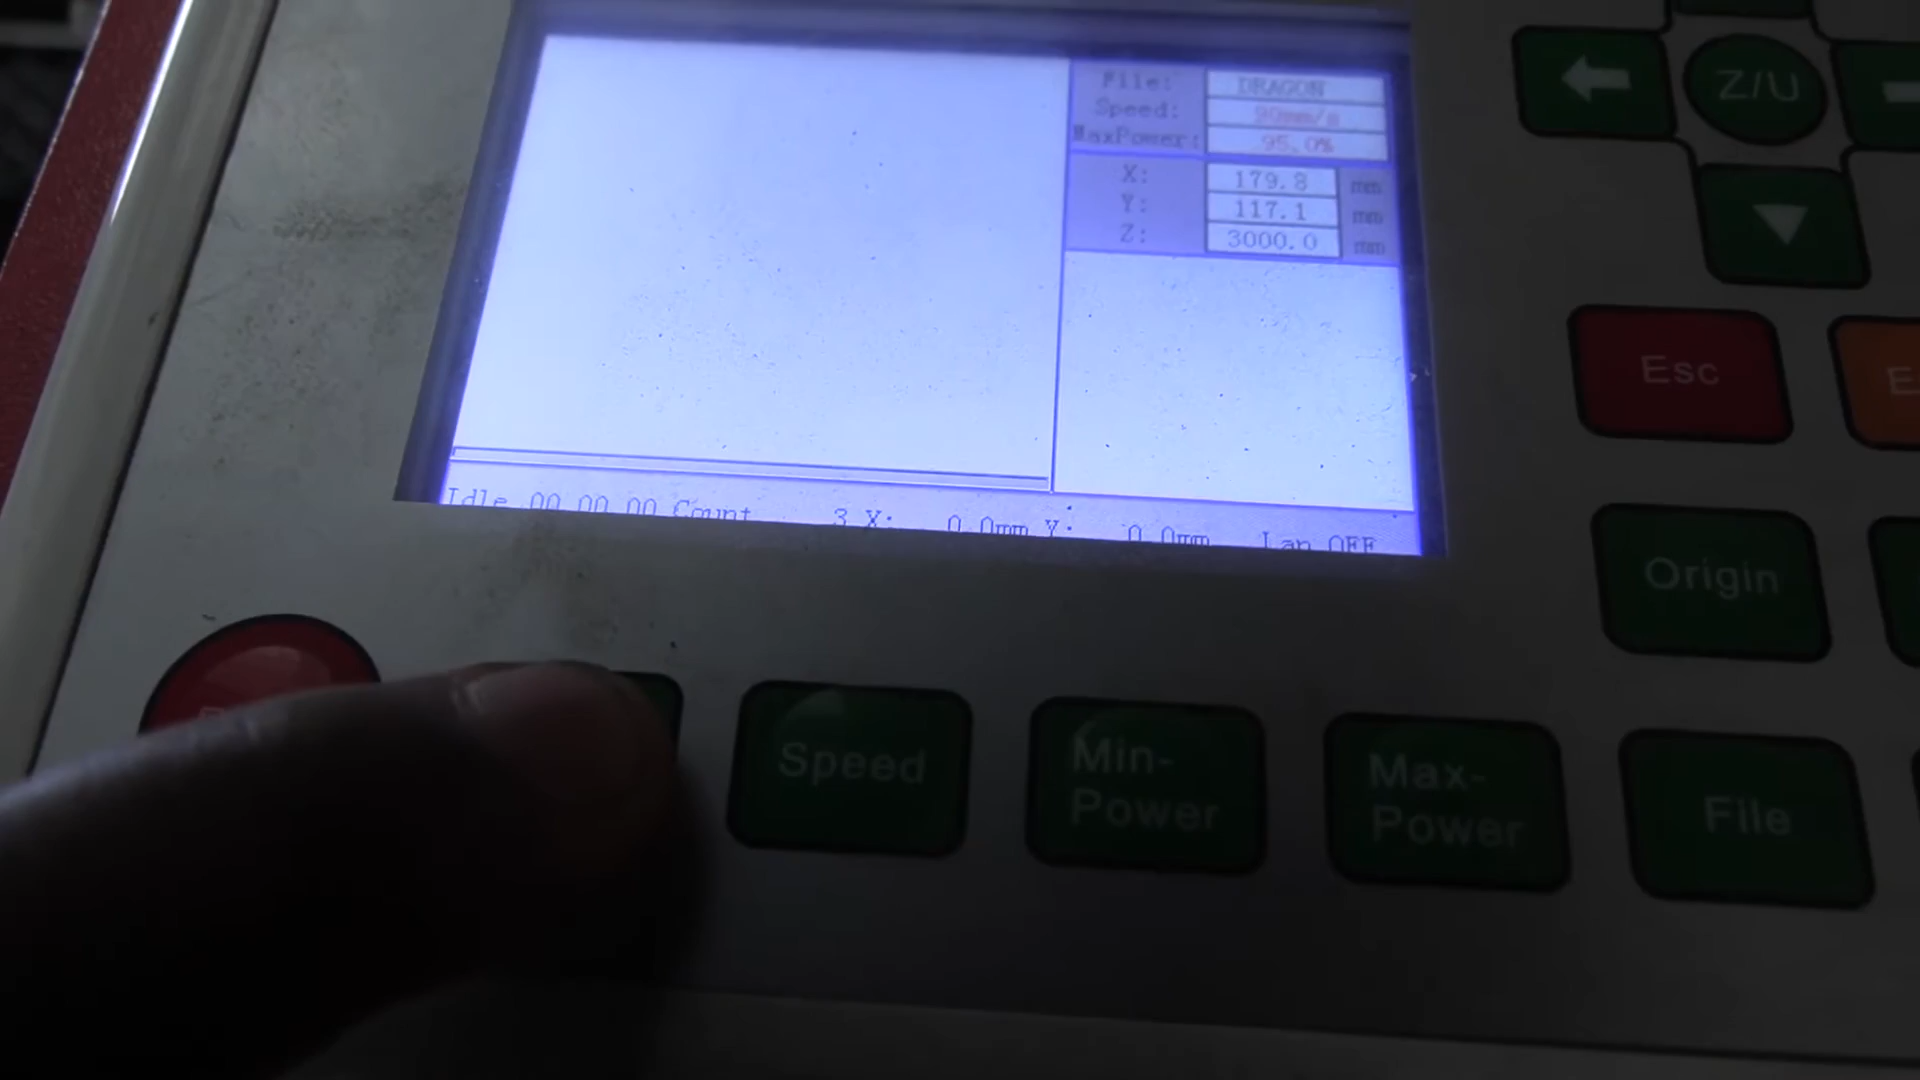 File: DRAGON
Speed: 90mm/s
MaxPower: 95.0%
X: 179.8 mm
Y: 117.1 mm
Z: 3000.0 mm
Idle 00 00 00 Count 3 X: 0.0mm Y: 0.0mm Lan OFF
Z/U
Esc
Origin
Speed
Min-
Power
Max-
Power
File